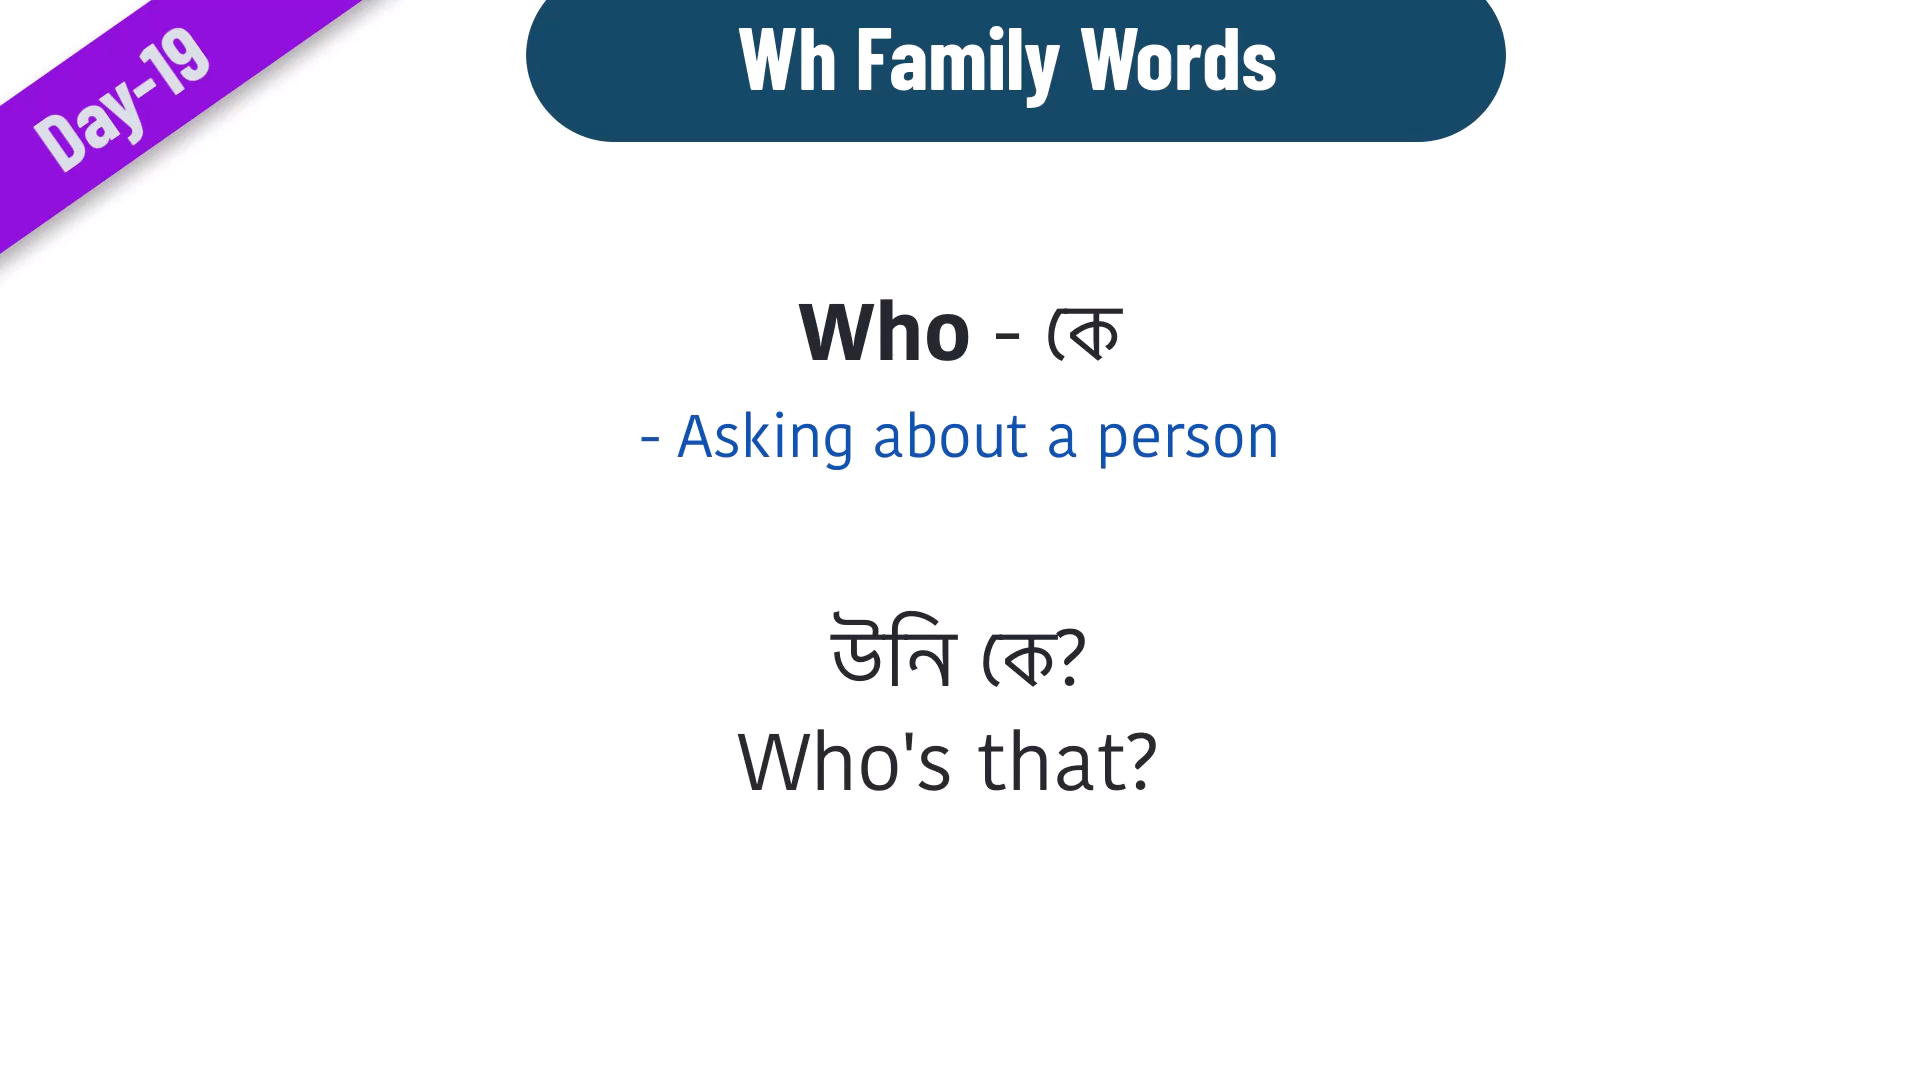 Day-19
Wh Family Words
Who - কে
- Asking about a person
উনি কে?
Who's that?